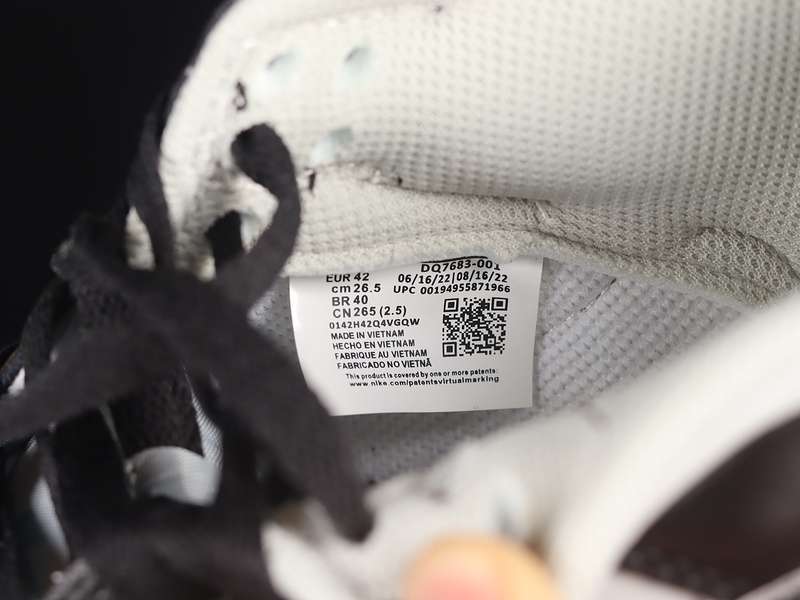 DQ7683-001
EUR 42
06/16/22|08/16/22
cm 26.5
UPC 00194955871966
BR 40
CN 265 (2.5)
0142H42Q4VGQW
MADE IN VIETNAM
HECHO EN VIETNAM
FABRIQUE AU VIETNAM
FABRICADO NO VIETNÃ
This product is covered by one or more patents:
www.nike.com/patentsvirtualmarking